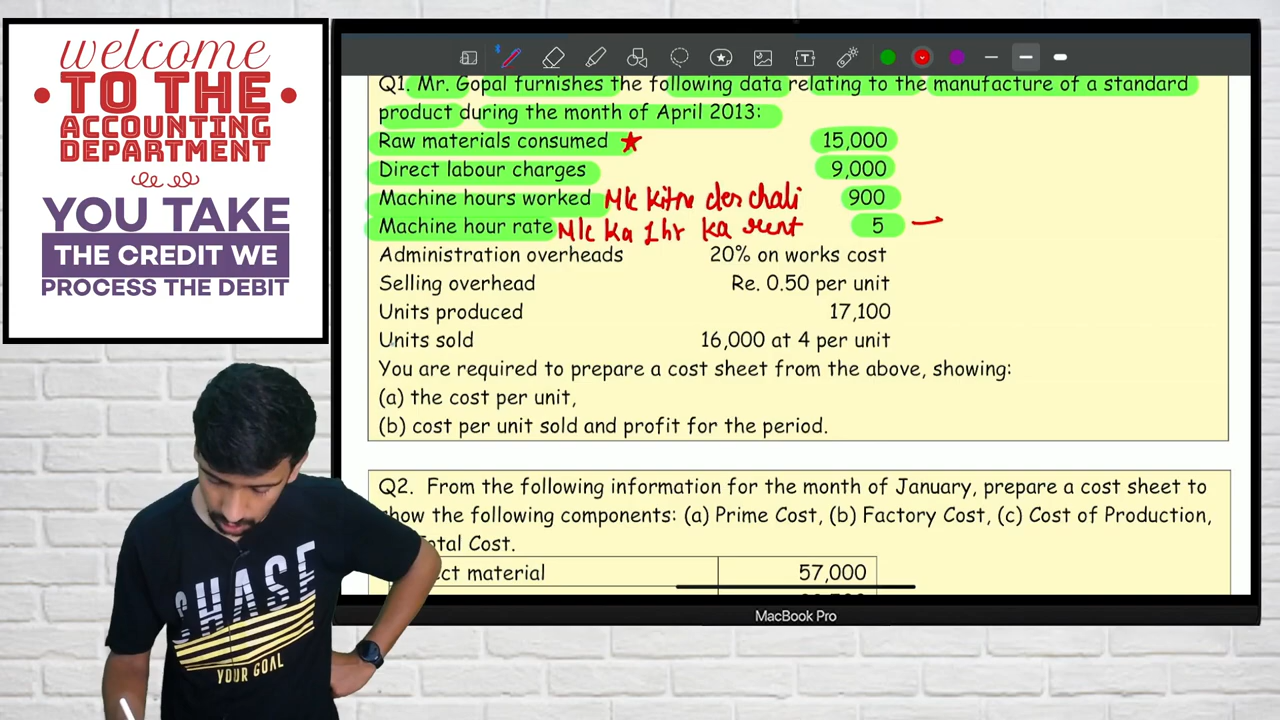 welcome
TO THE
ACCOUNTING
DEPARTMENT
YOU TAKE
THE CREDIT WE
PROCESS THE DEBIT
Q1. Mr. Gopal furnishes the following data relating to the manufacture of a standard
product during the month of April 2013:
Raw materials consumed 15,000
Direct labour charges 9,000
Machine hours worked M/c kitne der chali 900
Machine hour rate M/c ka 1 hr ka rent 5
Administration overheads 20% on works cost
Selling overhead Re. 0.50 per unit
Units produced 17,100
Units sold 16,000 at 4 per unit
You are required to prepare a cost sheet from the above, showing:
(a) the cost per unit,
(b) cost per unit sold and profit for the period.
Q2. From the following information for the month of January, prepare a cost sheet to
show the following components: (a) Prime Cost, (b) Factory Cost, (c) Cost of Production,
Total Cost.
ect material 57,000
MacBook Pro
CHASE
YOUR GOAL